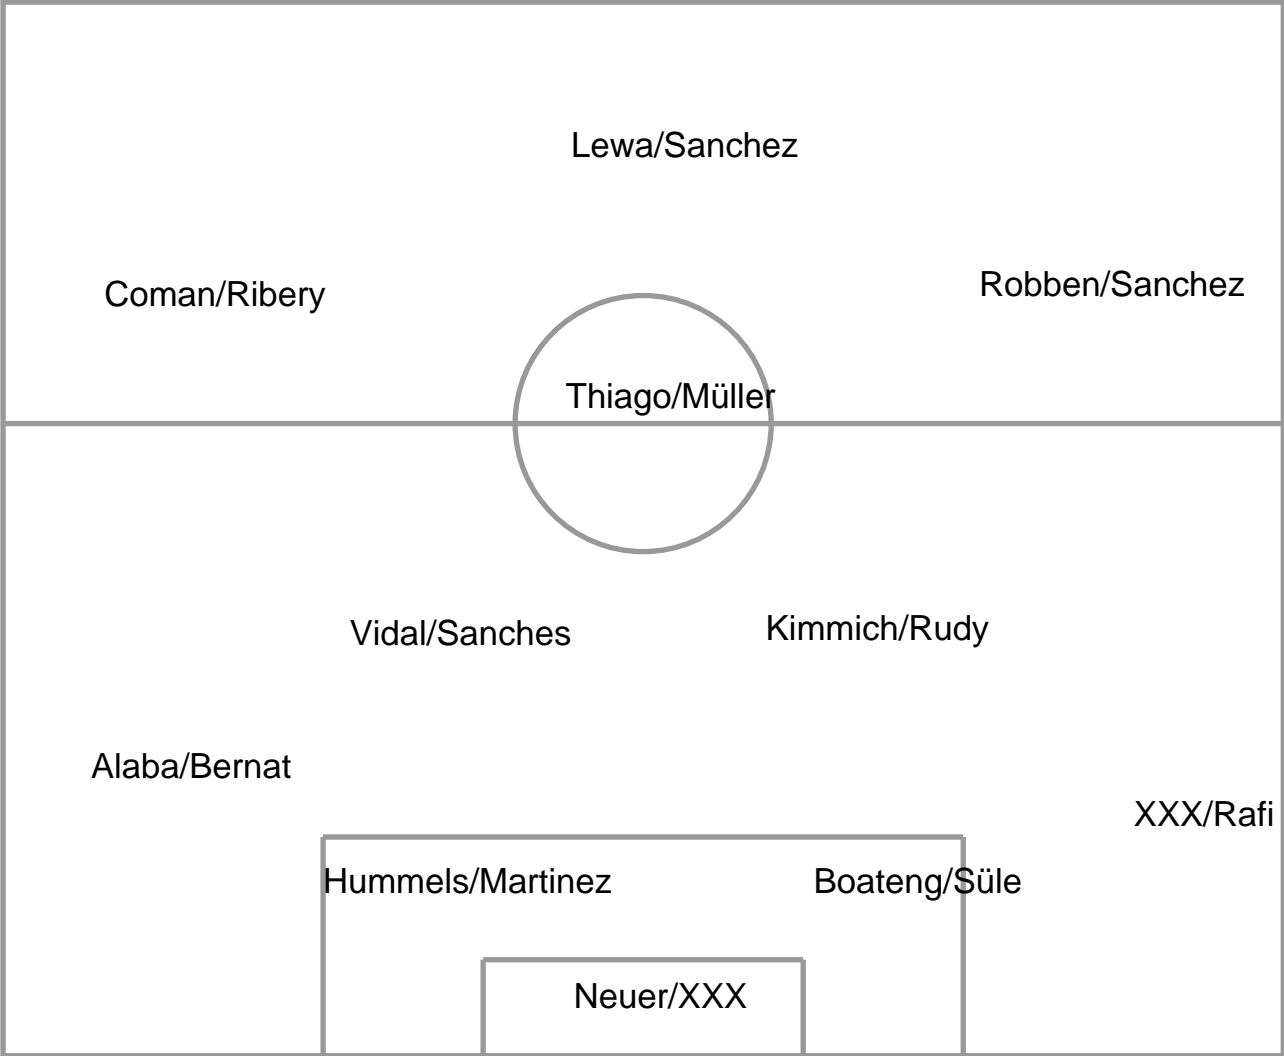 Lewa/Sanchez
Coman/Ribery
Robben/Sanchez
Thiago/Müller
Vidal/Sanches
Kimmich/Rudy
Alaba/Bernat
XXX/Rafi
Hummels/Martinez
Boateng/Süle
Neuer/XXX